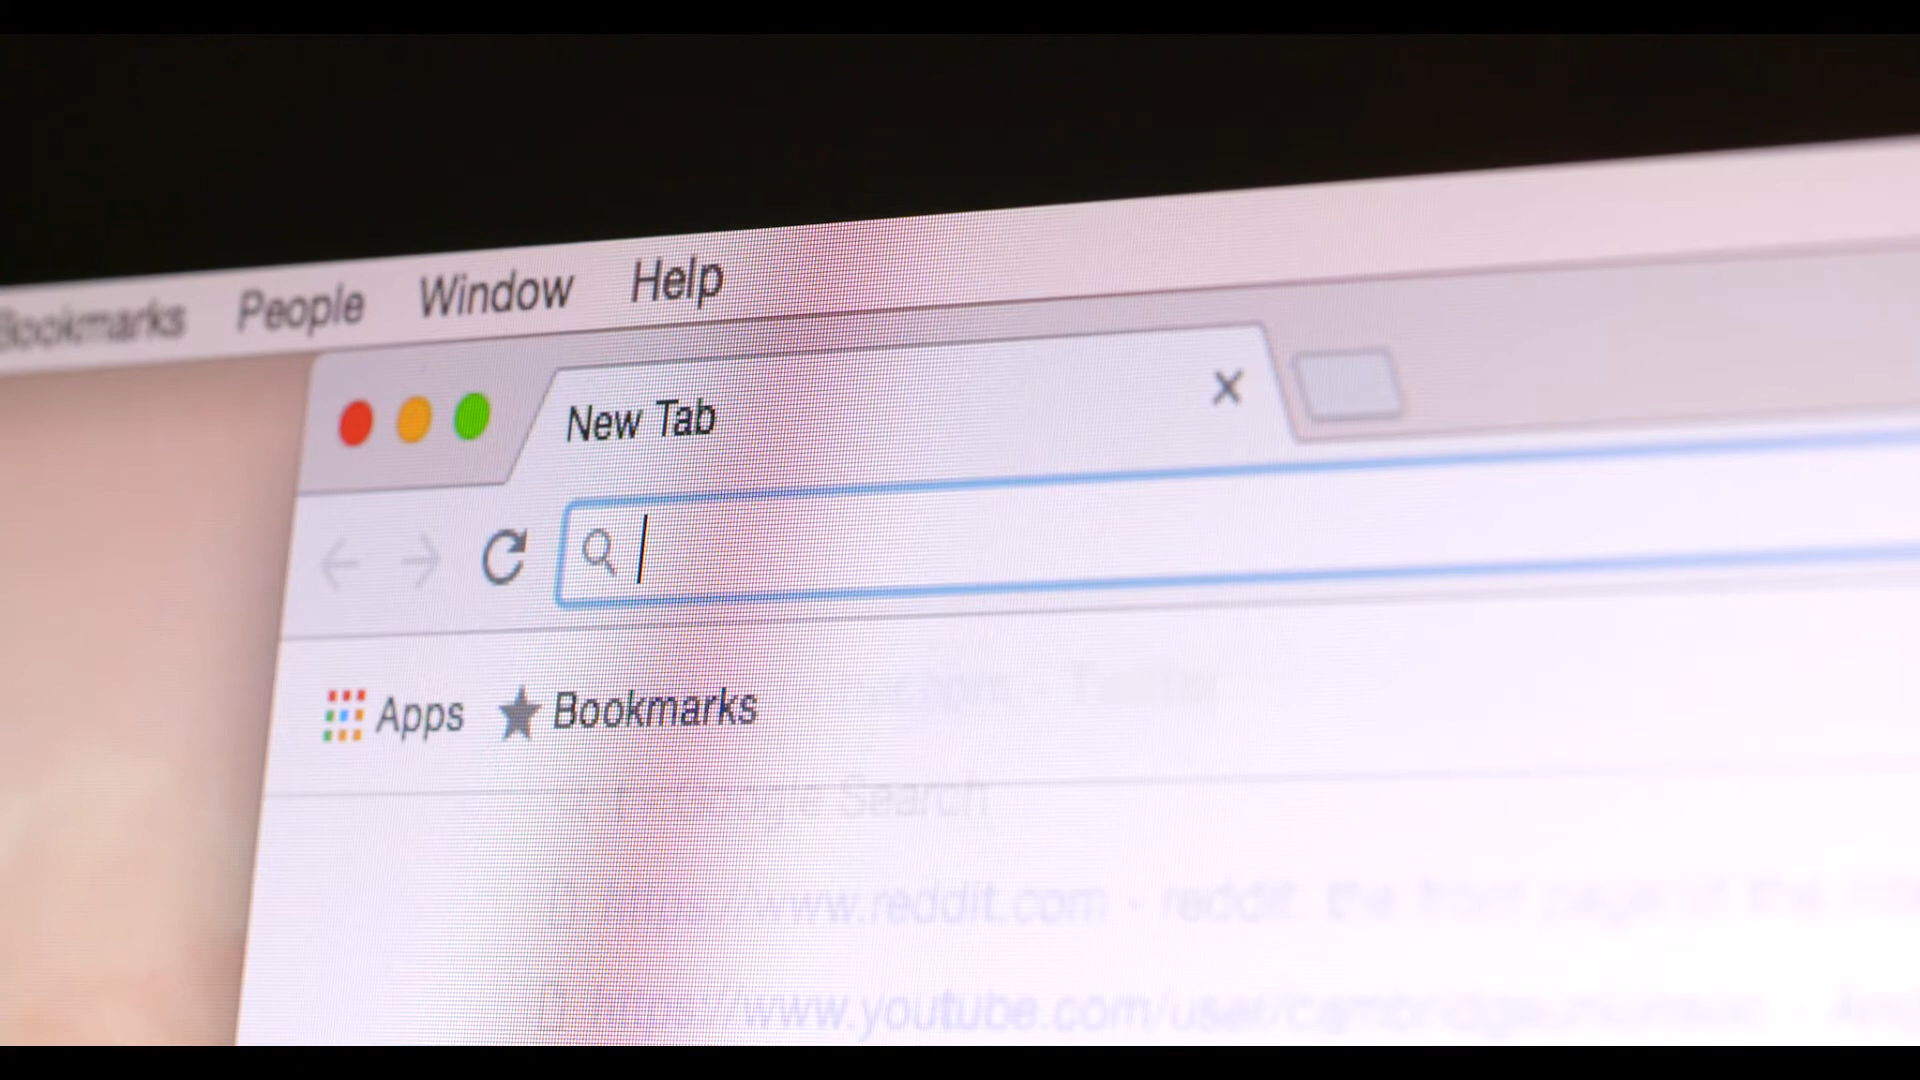 Bookmarks People Window Help
New Tab
Apps Bookmarks
Twitter
Search
www.reddit.com - reddit: the front page of the
www.youtube.com/user/